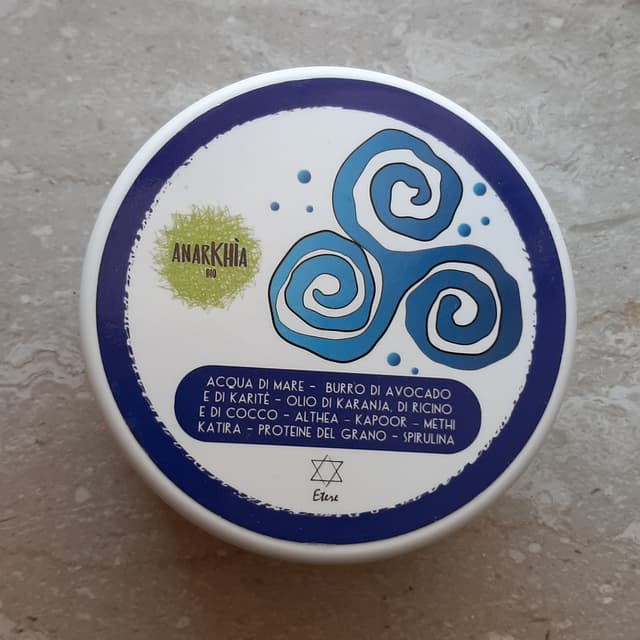 ANARKHÌA
BIO
ACQUA DI MARE - BURRO DI AVOCADO
E DI KARITÈ - OLIO DI KARANJA, DI RICINO
E DI COCCO - ALTHEA - KAPOOR - METHI
KATIRA - PROTEINE DEL GRANO - SPIRULINA
Etere